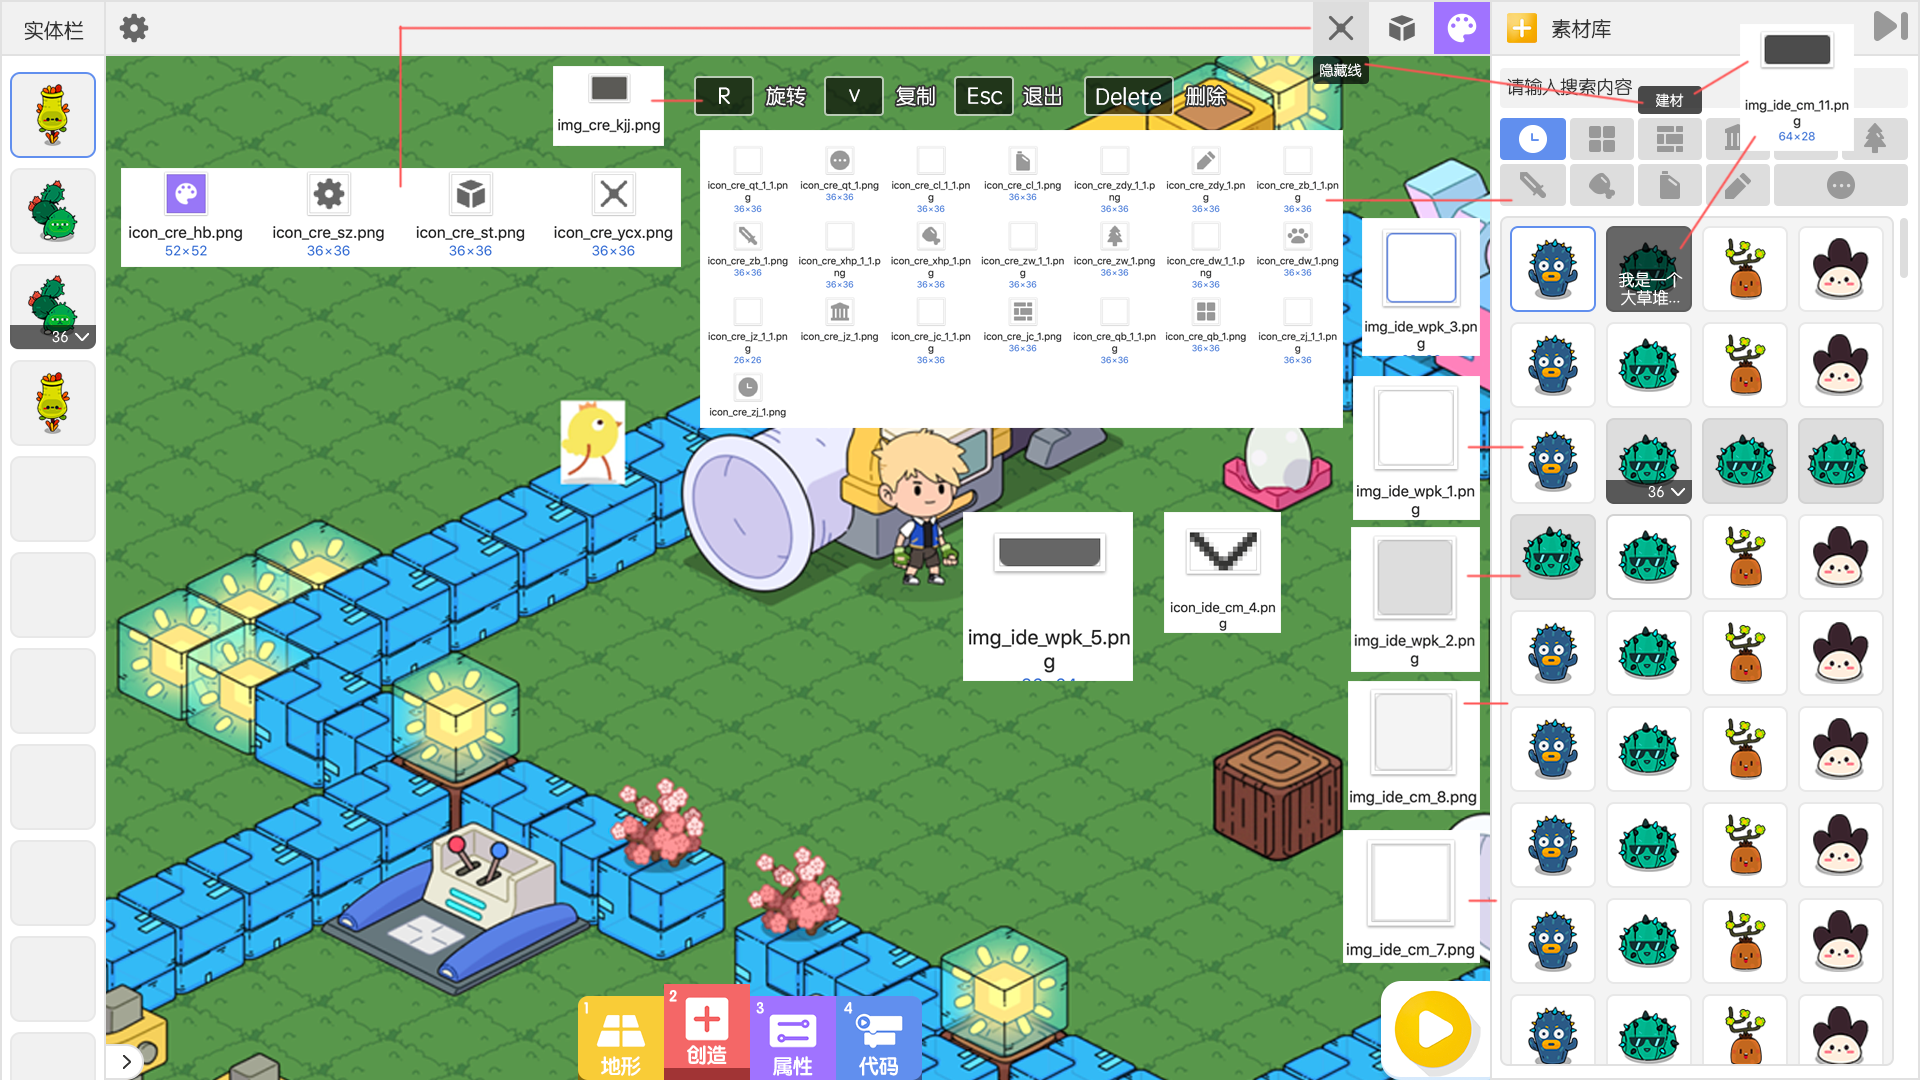 实体栏
素材库
隐藏线
请输入搜索内容
建材
img_ide_cm_11.pn
g
64×28
R
旋转
V
复制
Esc
退出
Delete
删除
img_cre_kjj.png
icon_cre_hb.png
52×52
icon_cre_sz.png
36×36
icon_cre_st.png
36×36
icon_cre_ycx.png
36×36
icon_cre_qt_1_1.pn
g
36×36
icon_cre_qt_1.png
36×36
icon_cre_cl_1_1.pn
g
36×36
icon_cre_cl_1.png
36×36
icon_cre_zdy_1_1.p
ng
36×36
icon_cre_zdy_1.pn
g
36×36
icon_cre_zb_1_1.pn
g
36×36
icon_cre_zb_1.png
36×36
icon_cre_xhp_1_1.p
ng
36×36
icon_cre_xhp_1.pn
g
36×36
icon_cre_zw_1_1.pn
g
36×36
icon_cre_zw_1.png
36×36
icon_cre_dw_1_1.p
ng
36×36
icon_cre_dw_1.png
36×36
icon_cre_jz_1_1.pn
g
26×26
icon_cre_jz_1.png
icon_cre_jc_1_1.pn
g
36×36
icon_cre_jc_1.png
36×36
icon_cre_qb_1_1.pn
g
36×36
icon_cre_qb_1.png
36×36
icon_cre_zj_1_1.pn
g
36×36
icon_cre_zj_1.png
img_ide_wpk_3.pn
g
img_ide_wpk_1.pn
g
img_ide_wpk_2.pn
g
img_ide_cm_8.png
img_ide_cm_7.png
img_ide_wpk_5.pn
g
icon_ide_cm_4.pn
g
我是一个
大草堆...
36
36
1
地形
2
创造
3
属性
4
代码